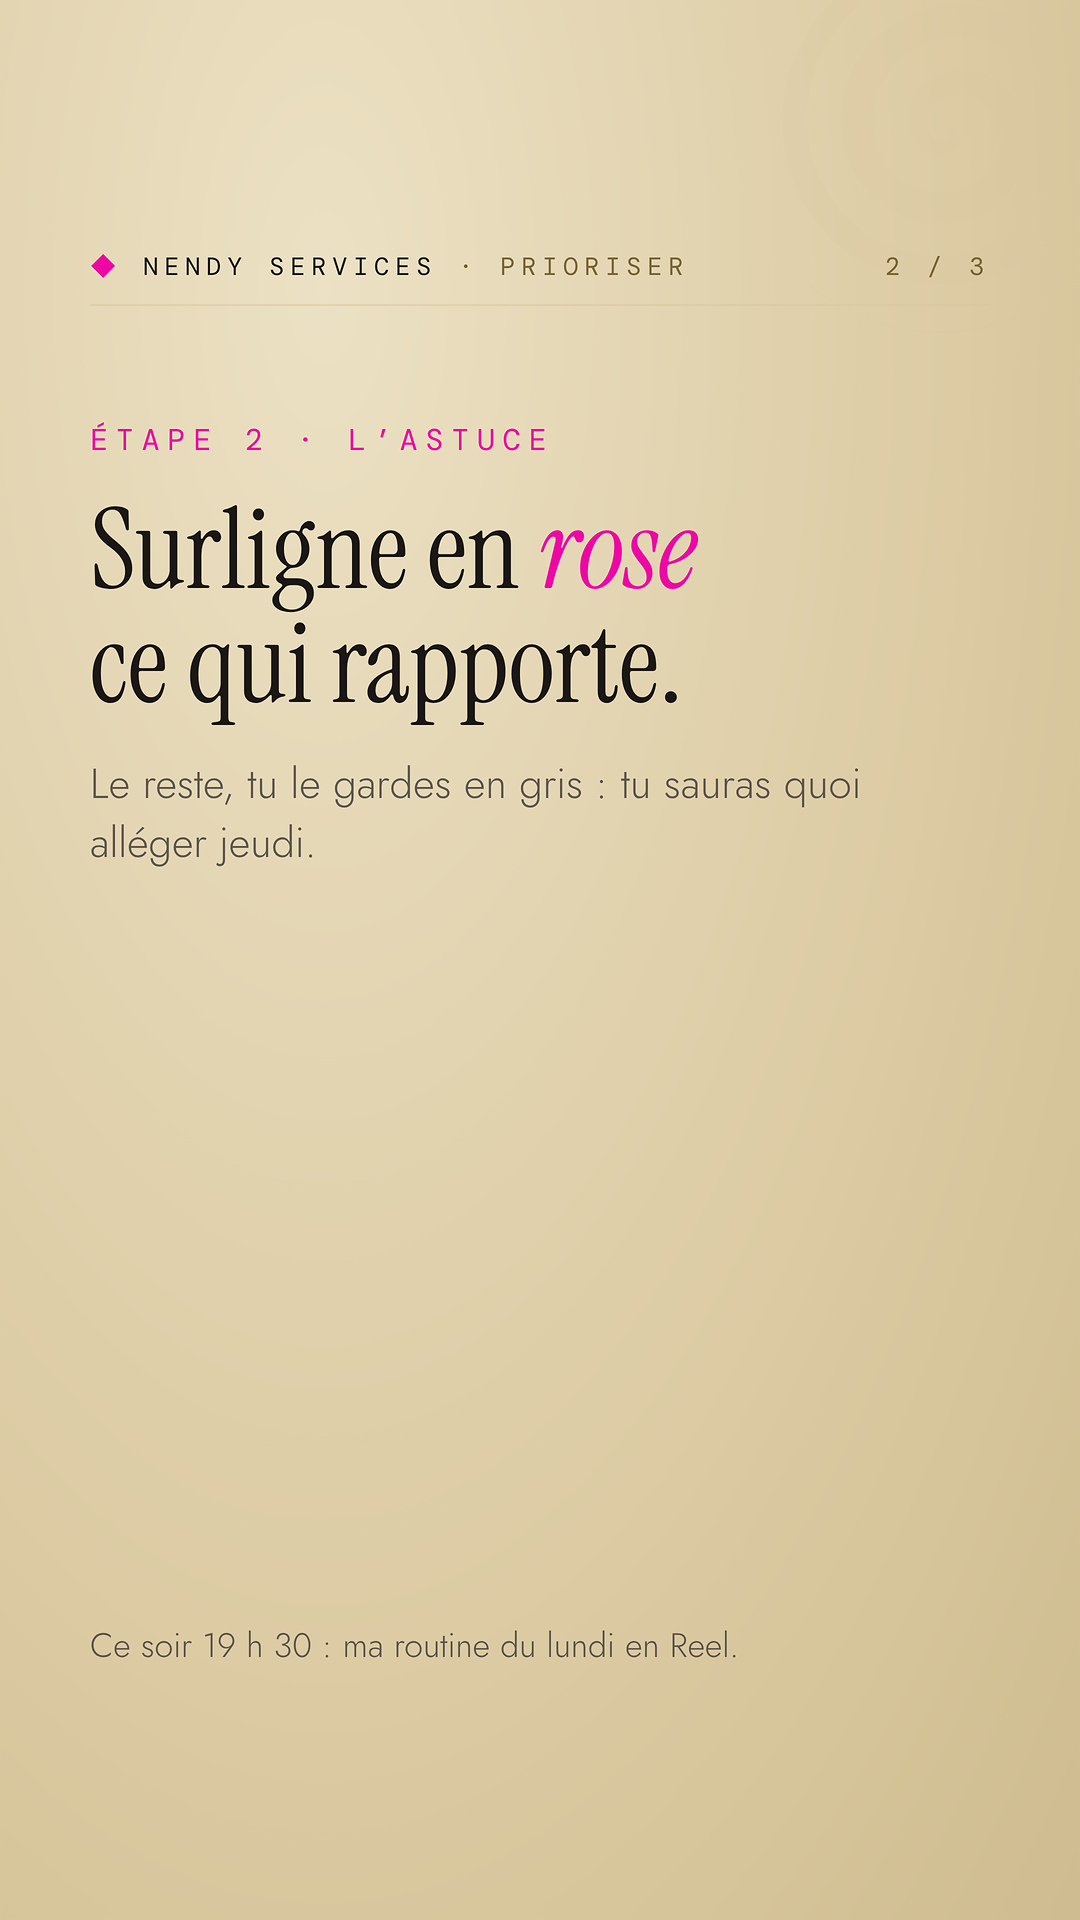 ◆ NENDY SERVICES · PRIORISER 2 / 3
ÉTAPE 2 · L’ASTUCE
Surligne en rose
ce qui rapporte.
Le reste, tu le gardes en gris : tu sauras quoi
alléger jeudi.
Ce soir 19 h 30 : ma routine du lundi en Reel.